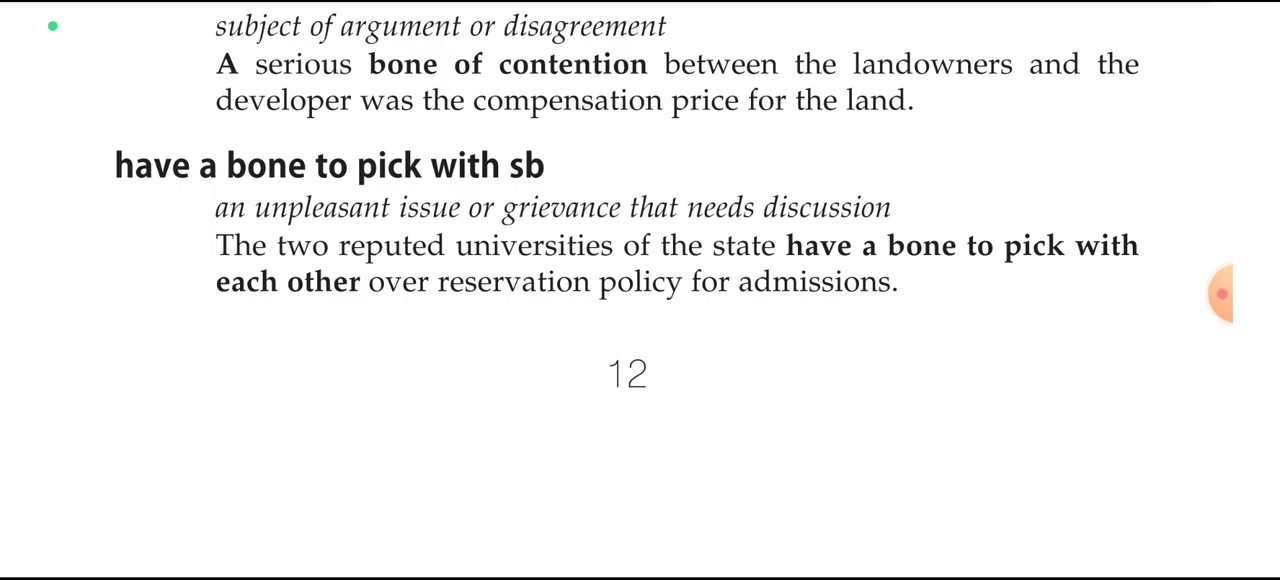 subject of argument or disagreement
A serious bone of contention between the landowners and the
developer was the compensation price for the land.
have a bone to pick with sb
an unpleasant issue or grievance that needs discussion
The two reputed universities of the state have a bone to pick with
each other over reservation policy for admissions.
12